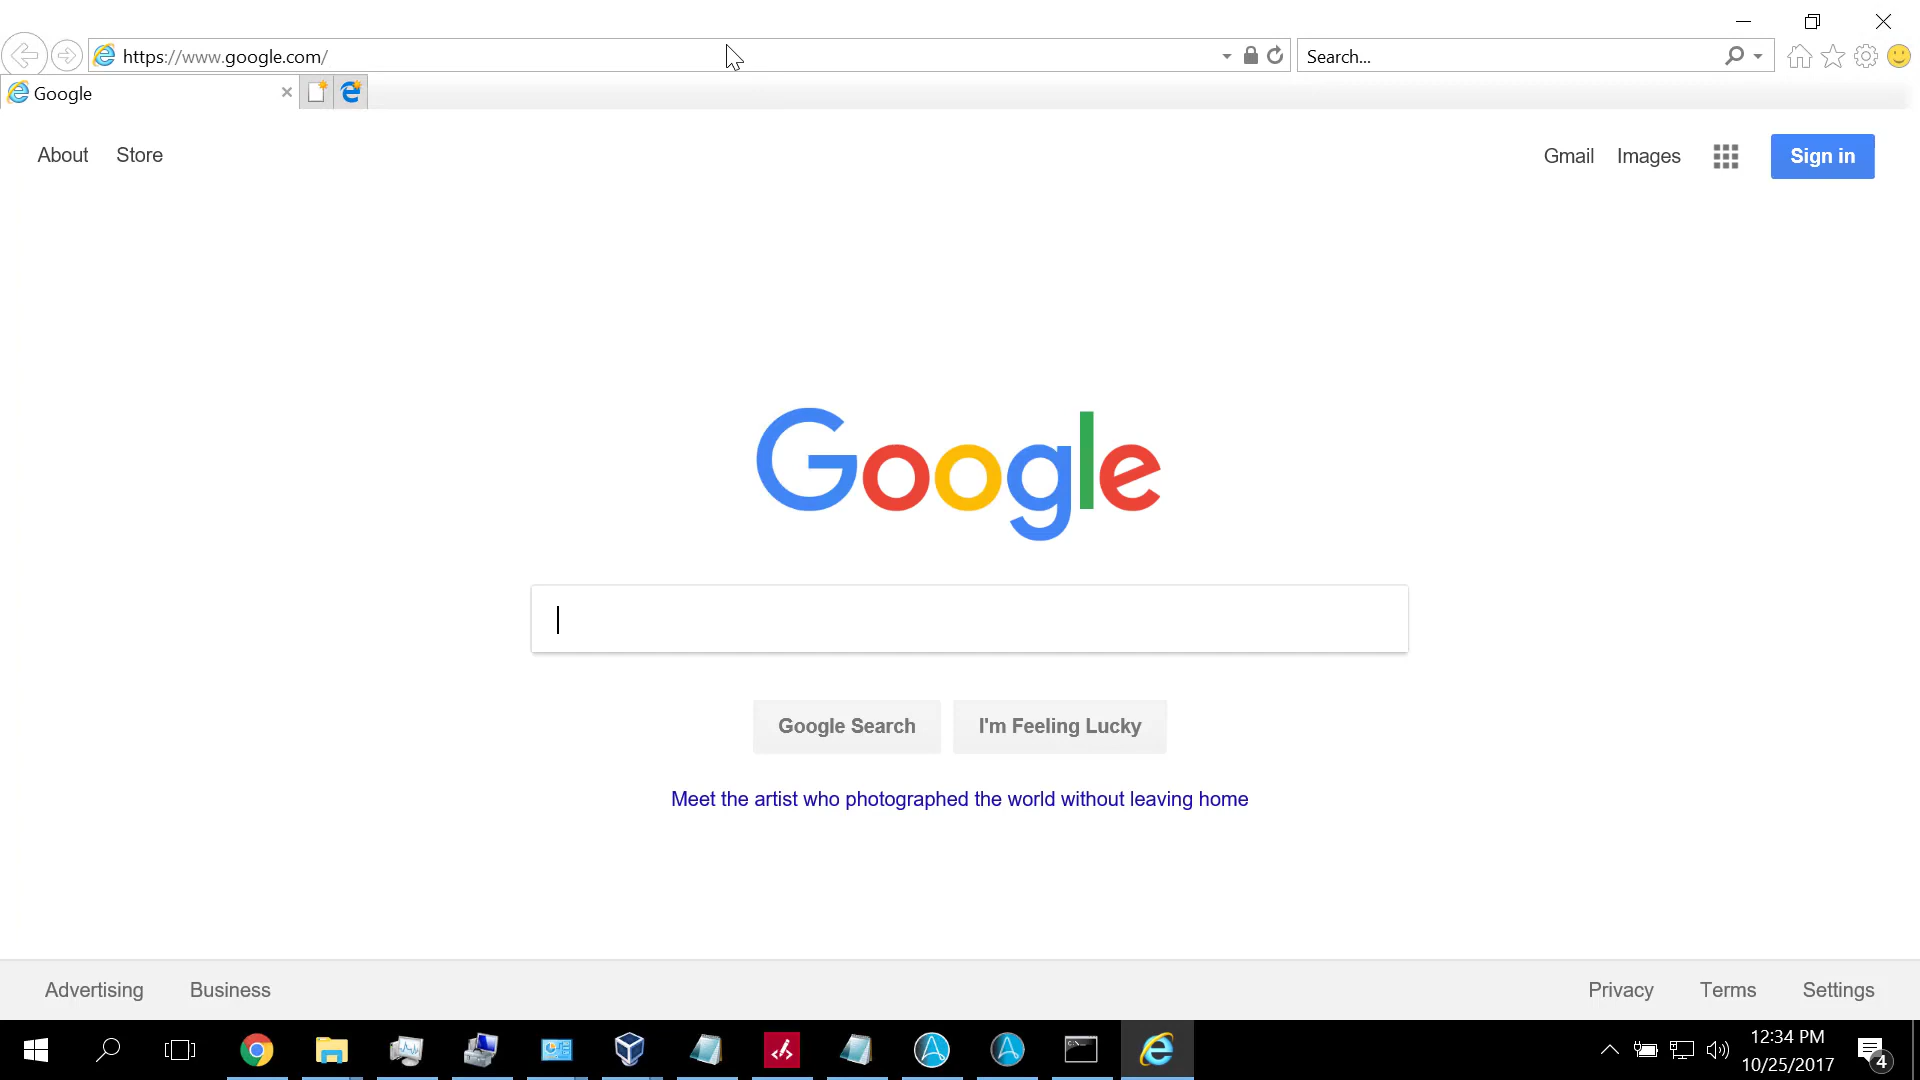 https://www.google.com/
Search...
Google
About Store
Gmail Images Sign in
Google
Google Search I'm Feeling Lucky
Meet the artist who photographed the world without leaving home
Advertising Business
Privacy Terms Settings
12:34 PM
10/25/2017
4